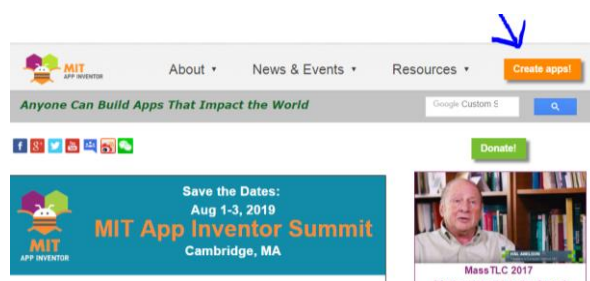 MIT
APP INVENTOR
About
News & Events
Resources
Create apps!
Anyone Can Build Apps That Impact the World
Google Custom S
Donate!
Save the Dates:
Aug 1-3, 2019
MIT App Inventor Summit
Cambridge, MA
MIT
APP INVENTOR
HAL ABELSON
MassTLC 2017